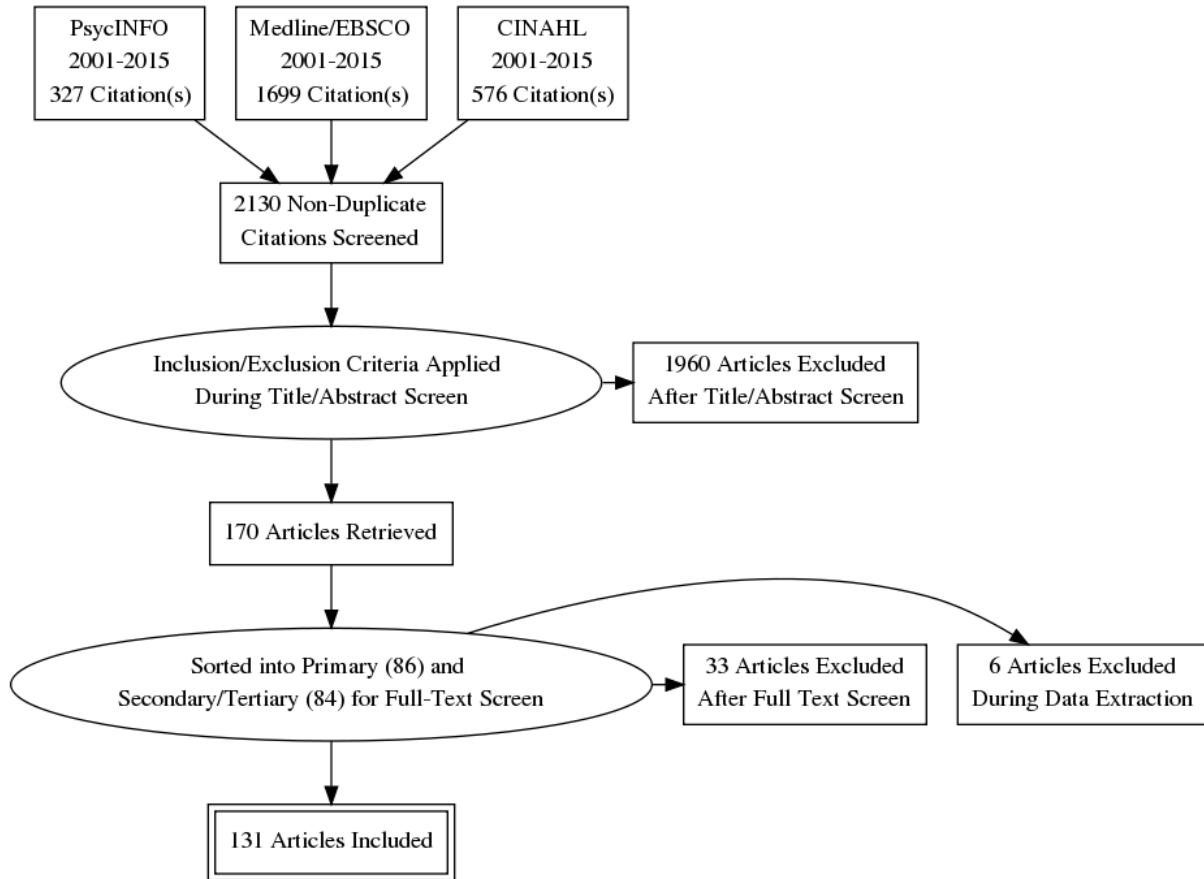 PsycINFO
2001-2015
327 Citation(s)
Medline/EBSCO
2001-2015
1699 Citation(s)
CINAHL
2001-2015
576 Citation(s)
2130 Non-Duplicate
Citations Screened
Inclusion/Exclusion Criteria Applied
During Title/Abstract Screen
1960 Articles Excluded
After Title/Abstract Screen
170 Articles Retrieved
Sorted into Primary (86) and
Secondary/Tertiary (84) for Full-Text Screen
33 Articles Excluded
After Full Text Screen
6 Articles Excluded
During Data Extraction
131 Articles Included